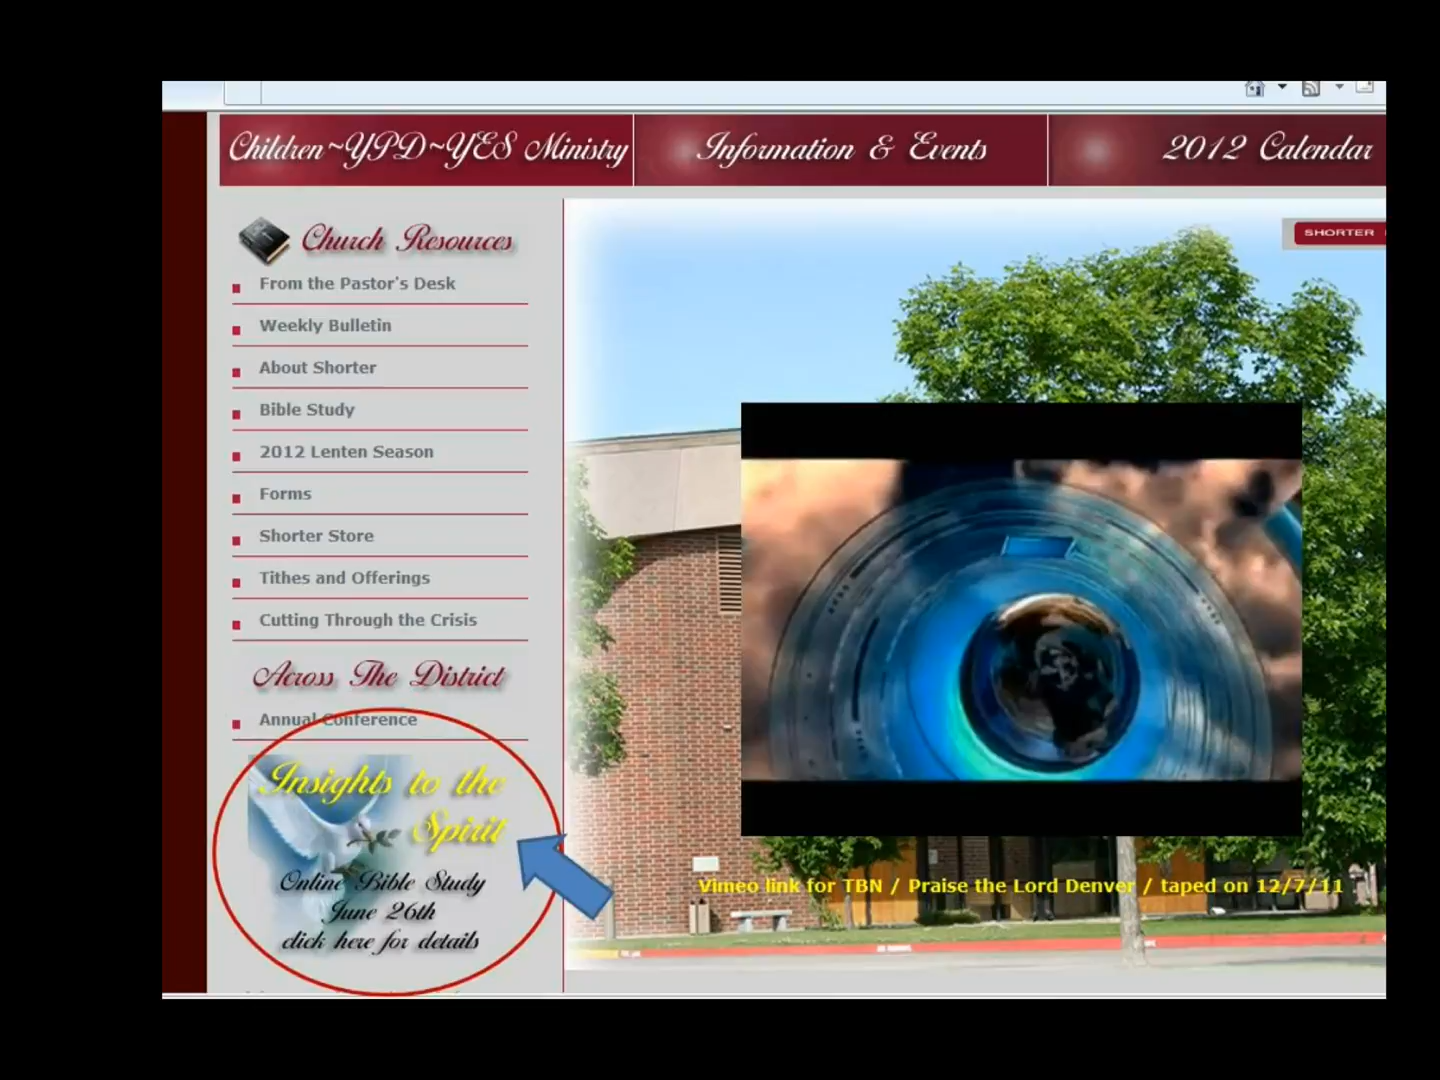 Children~YPD~YES Ministry
Information & Events
2012 Calendar
Church Resources
From the Pastor's Desk
Weekly Bulletin
About Shorter
Bible Study
2012 Lenten Season
Forms
Shorter Store
Tithes and Offerings
Cutting Through the Crisis
Across The District
Annual Conference
Insights to the
Spirit
Online Bible Study
June 26th
click here for details
SHORTER
Vimeo link for TBN / Praise the Lord Denver / taped on 12/7/11